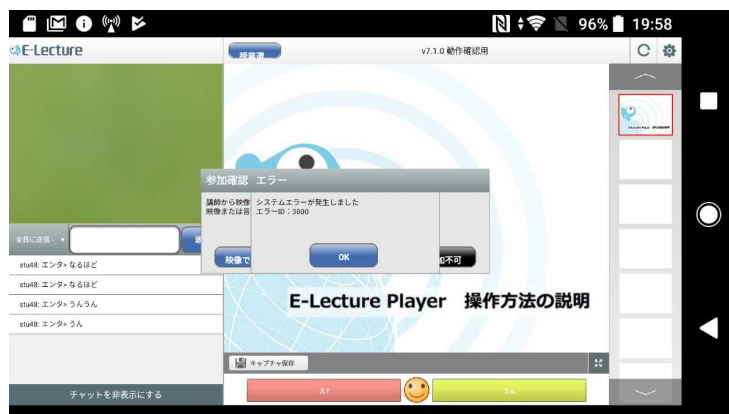 96% 19:58
E-Lecture
v7.1.0 動作確認用
参加確認 エラー
講師から映像 システムエラーが発生しました
映像または音 エラーID:3800
映像で
OK
加不可
- 全員に送信 -
stu48: エンタ> なるほど
stu48: エンタ> なるほど
stu48: エンタ> うんうん
stu48: エンタ> うん
チャットを非表示にする
E-Lecture Player 操作方法の説明
キャプチャ保存
え?
うん